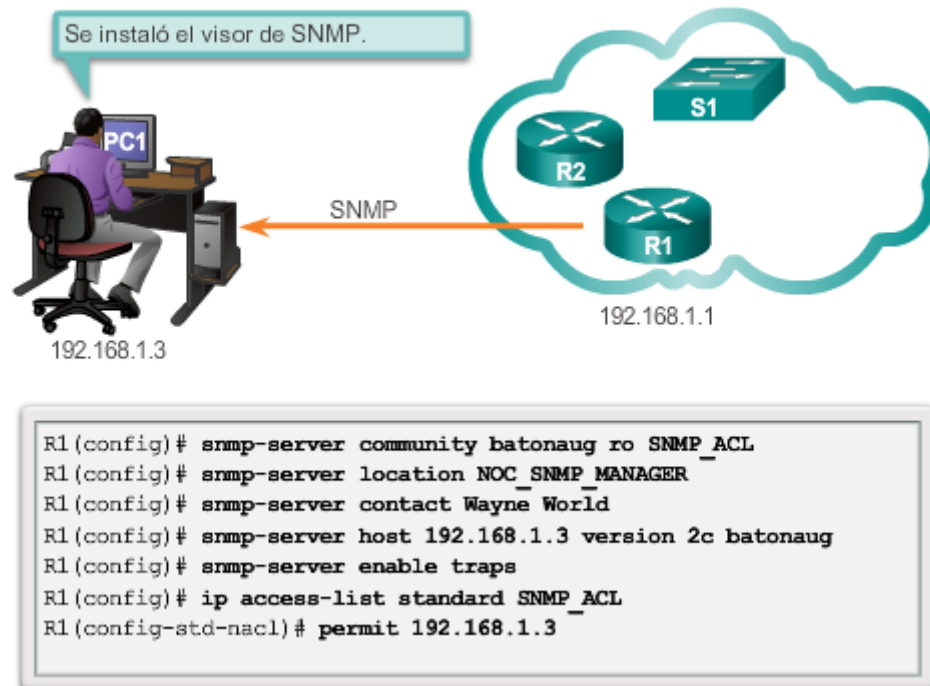 Se instaló el visor de SNMP.
PC1
S1
R2
SNMP
R1
192.168.1.1
192.168.1.3
R1(config)# snmp-server community batonaug ro SNMP_ACL
R1(config)# snmp-server location NOC_SNMP_MANAGER
R1(config)# snmp-server contact Wayne World
R1(config)# snmp-server host 192.168.1.3 version 2c batonaug
R1(config)# snmp-server enable traps
R1(config)# ip access-list standard SNMP_ACL
R1(config-std-nacl)# permit 192.168.1.3